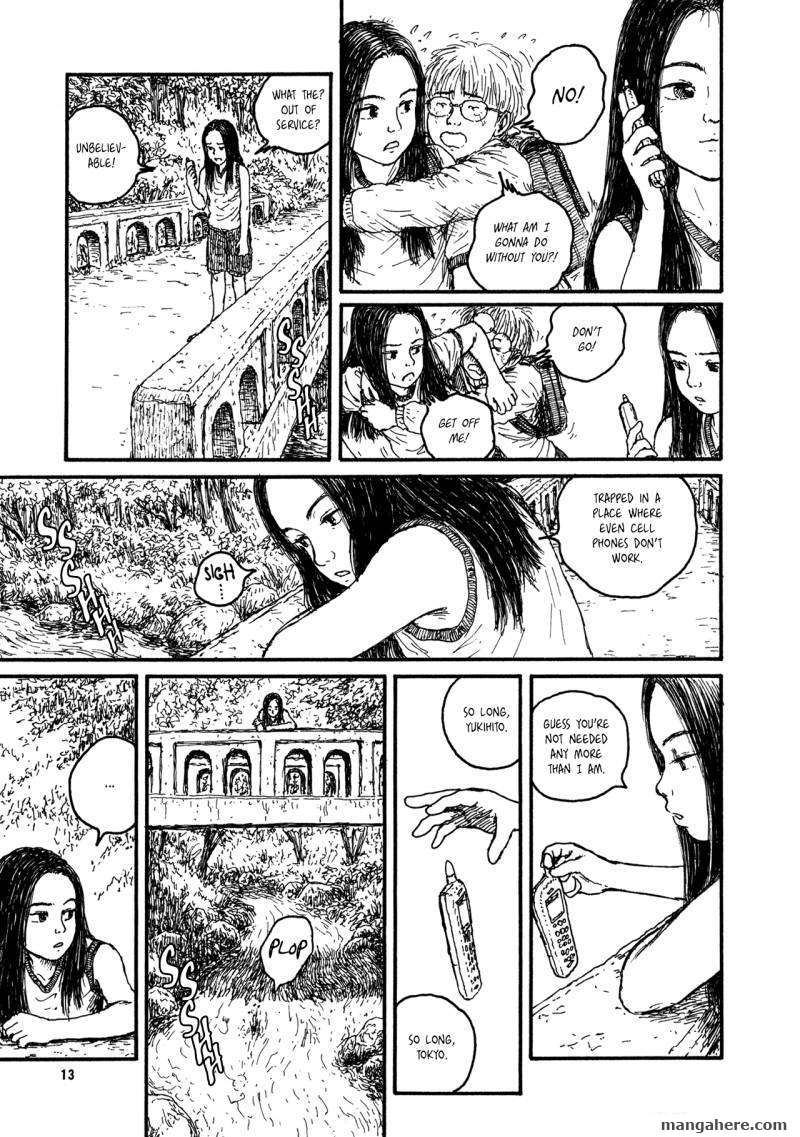 NO!
WHAT AM I
GONNA DO
WITHOUT YOU?!
WHAT THE?
OUT OF
SERVICE?
UNBELIEV-
ABLE!
SSSHHH
DON'T
GO!
GET OFF
ME!
TRAPPED IN A
PLACE WHERE
EVEN CELL
PHONES DON'T
WORK.
SIGH
...
SSSHHHH
GUESS YOU'RE
NOT NEEDED
ANY MORE
THAN I AM.
SO LONG,
YUKIHITO.
SO LONG,
TOKYO.
PLOP
SSSHHH
...
13
mangahere.com